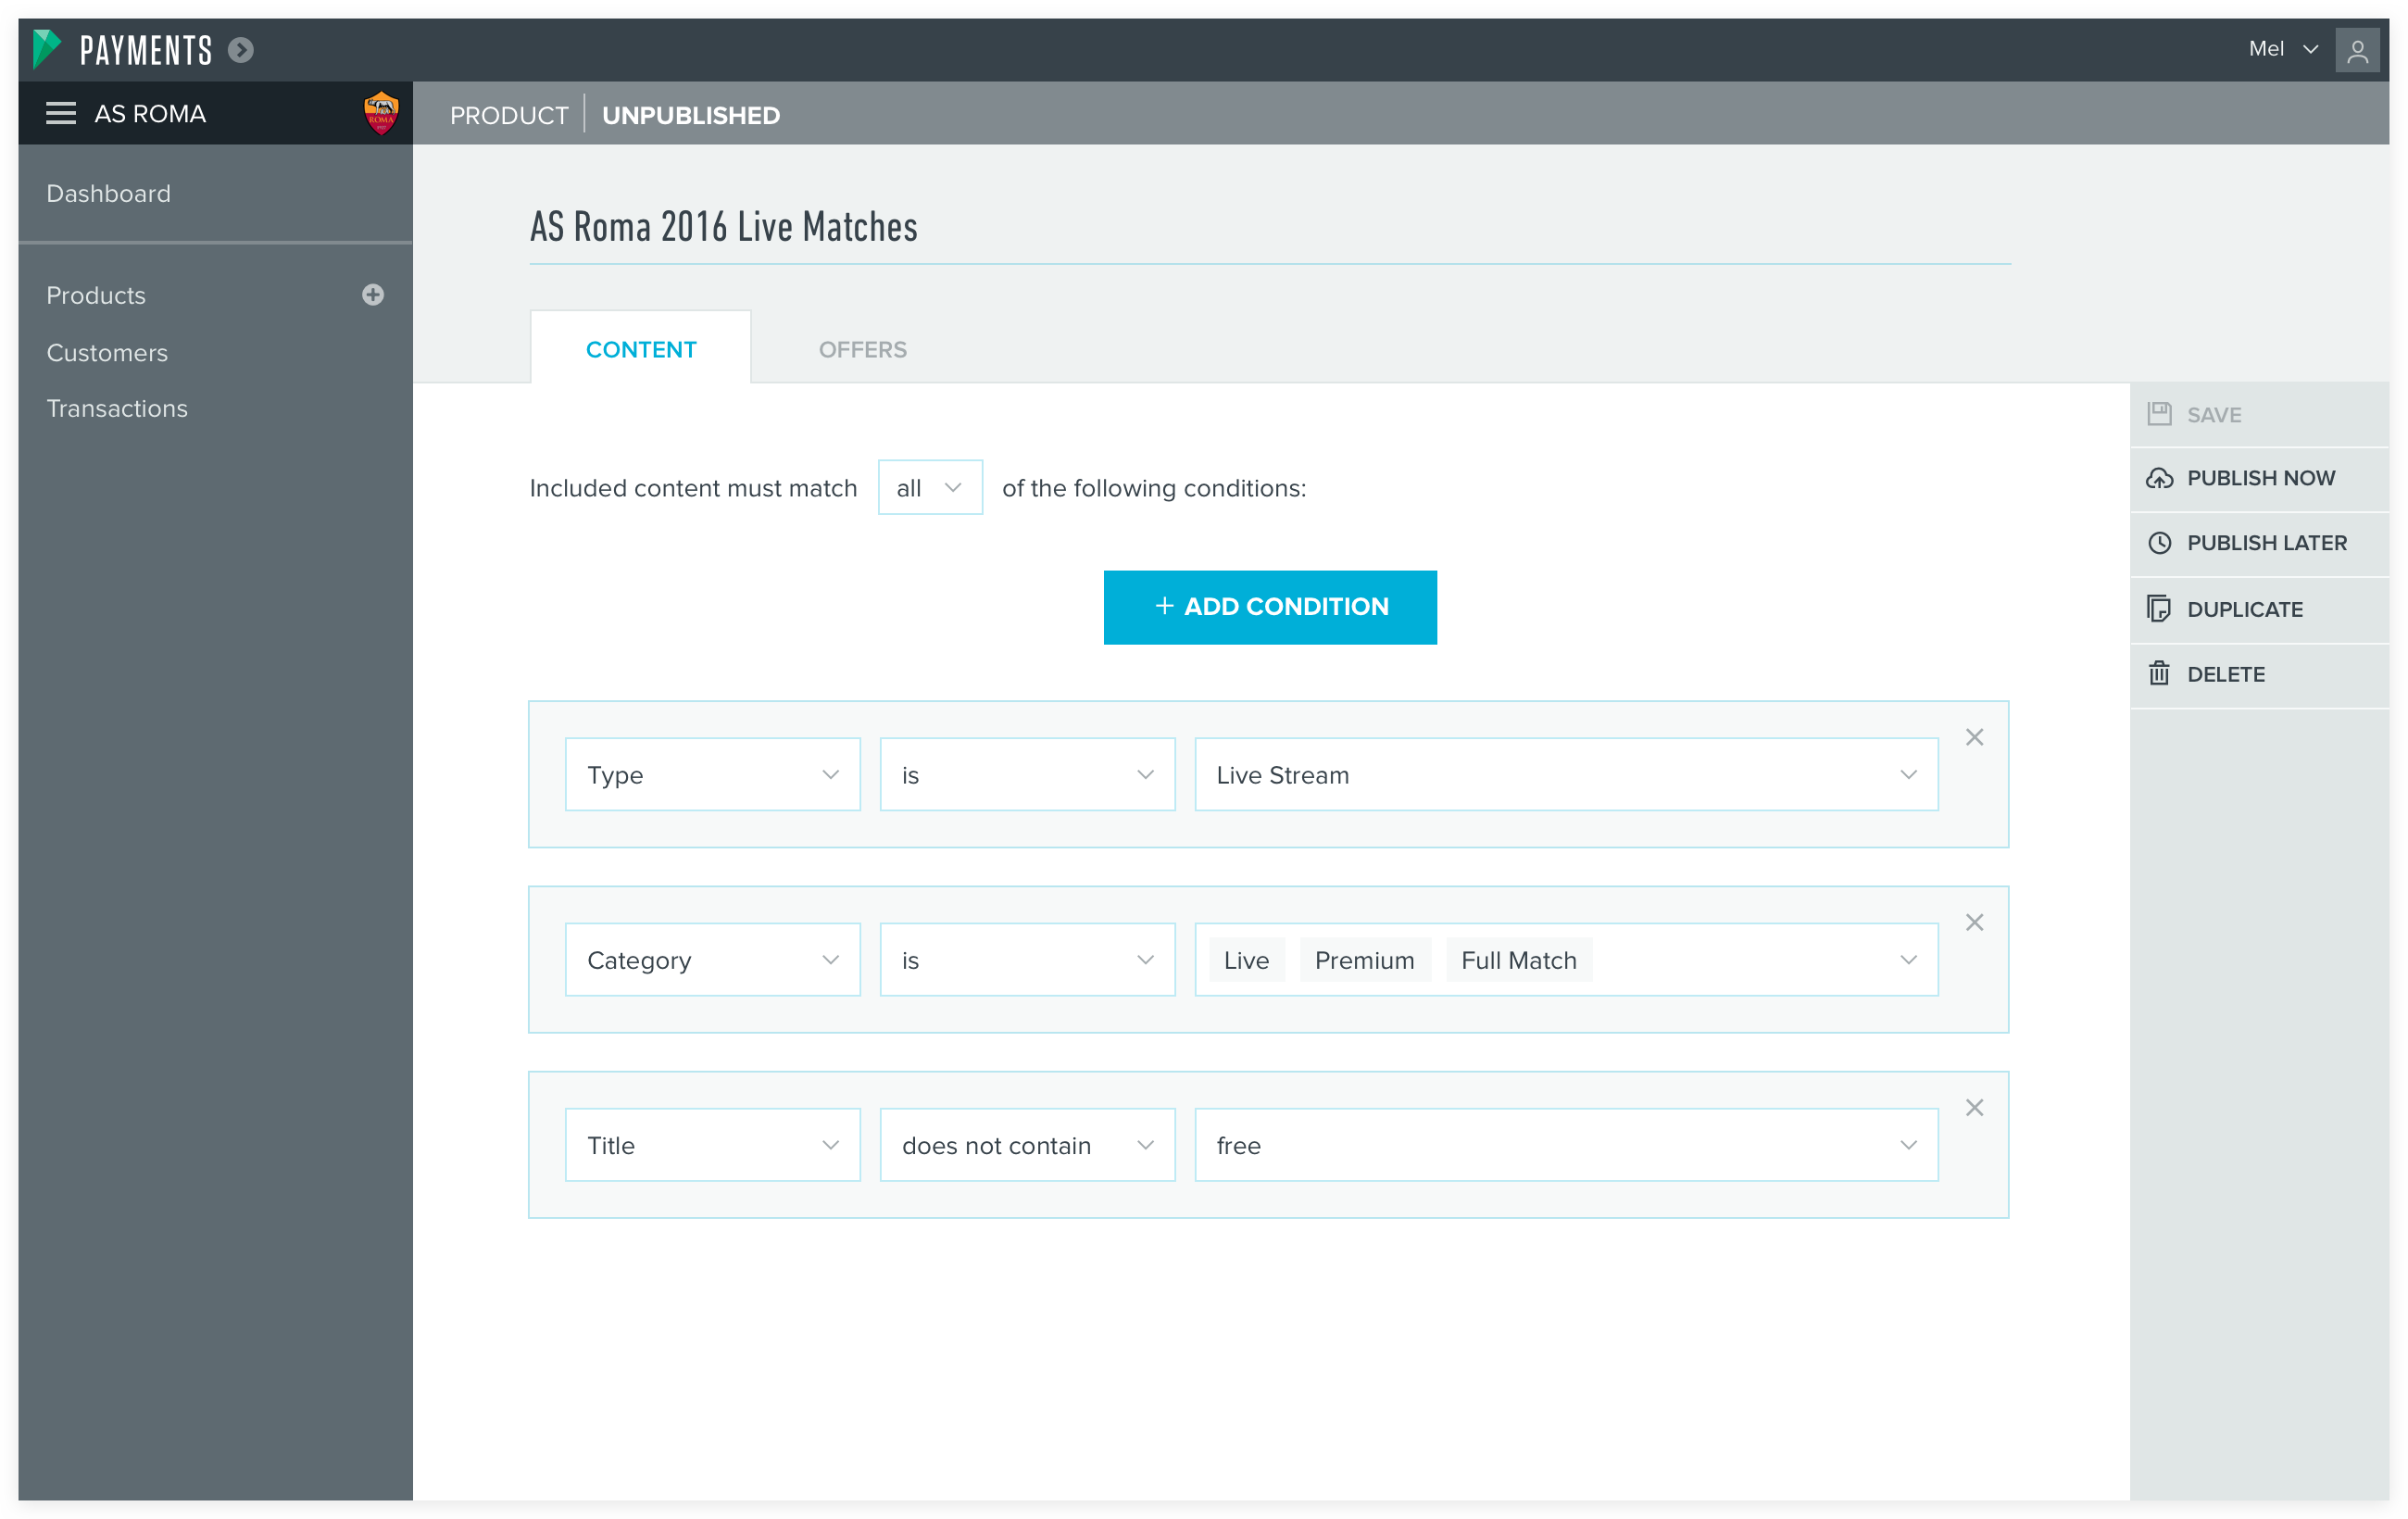 PAYMENTS
Mel
AS ROMA
ROMA
1927
PRODUCT
UNPUBLISHED
Dashboard
Products
Customers
Transactions
AS Roma 2016 Live Matches
CONTENT
OFFERS
Included content must match all of the following conditions:
+ ADD CONDITION
Type is Live Stream
Category is Live Premium Full Match
Title does not contain free
SAVE
PUBLISH NOW
PUBLISH LATER
DUPLICATE
DELETE